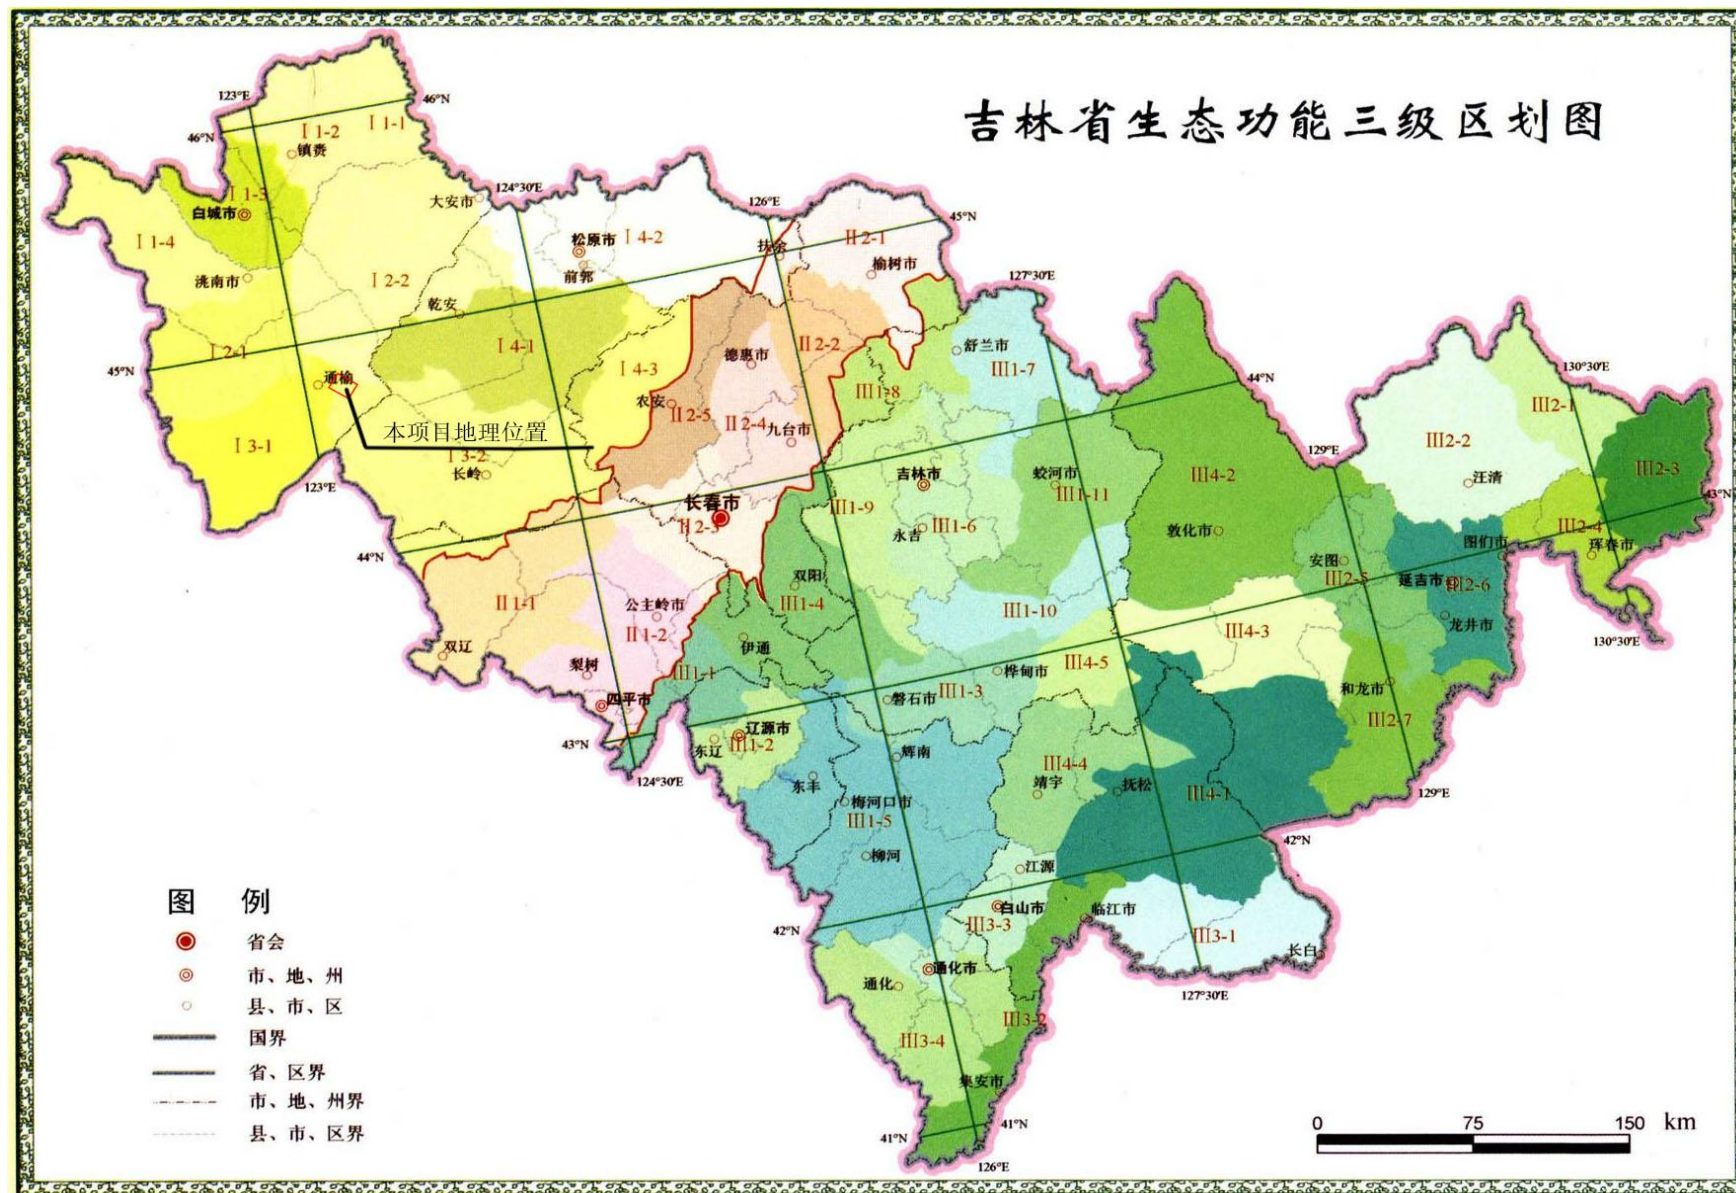 吉林省生态功能三级区划图
123°E
46°N
46°N
Ⅰ1-2
Ⅰ1-1
镇赉
Ⅰ1-3
白城市
大安市
124°30′E
126°E
45°N
Ⅰ1-4
松原市
Ⅰ4-2
扶余
Ⅱ2-1
前郭
榆树市
洮南市
Ⅰ2-2
127°30′E
乾安
Ⅰ2-1
Ⅰ4-1
德惠市
Ⅱ2-2
舒兰市
45°N
Ⅰ4-3
Ⅲ1-7
44°N
130°30′E
通榆
Ⅲ1-8
农安
Ⅱ2-5
Ⅱ2-4
九台市
Ⅲ2-1
本项目地理位置
Ⅰ3-1
Ⅰ3-2
长岭
129°E
Ⅲ2-2
Ⅲ2-3
123°E
吉林市
蛟河市
Ⅲ4-2
汪清
Ⅲ1-11
43°N
长春市
Ⅱ2-3
Ⅲ1-9
Ⅲ1-6
永吉
敦化市
Ⅲ2-4
44°N
图们市
珲春市
安图
Ⅲ2-5
延吉市
Ⅲ2-6
双阳
Ⅲ1-4
Ⅱ1-1
公主岭市
Ⅲ1-10
Ⅱ1-2
龙井市
Ⅲ4-3
130°30′E
双辽
伊通
梨树
Ⅲ1-1
Ⅲ4-5
桦甸市
和龙市
四平市
磐石市
Ⅲ1-3
Ⅲ2-7
43°N
辽源市
东辽
Ⅲ1-2
辉南
124°30′E
东丰
Ⅲ4-4
靖宇
抚松
Ⅲ4-1
129°E
梅河口市
Ⅲ1-5
柳河
42°N
江源
白山市
临江市
42°N
Ⅲ3-3
Ⅲ3-1
长白
通化市
通化
127°30′E
Ⅲ3-2
Ⅲ3-4
集安市
41°N
41°N
126°E
图 例
省会
市、地、州
县、市、区
国界
省、区界
市、地、州界
县、市、区界
0 75 150 km